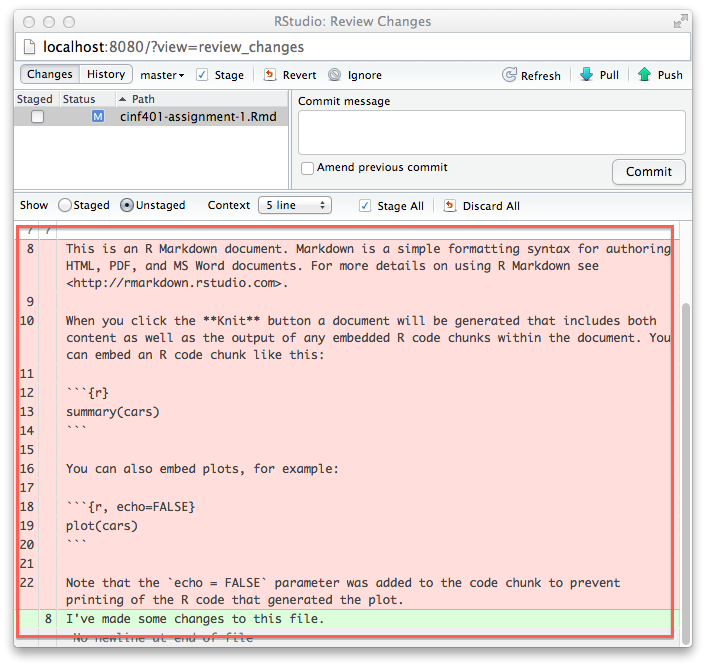 RStudio: Review Changes
localhost:8080/?view=review_changes
Changes History master Stage Revert Ignore Refresh Pull Push
Staged Status Path
M cinf401-assignment-1.Rmd
Commit message
Amend previous commit
Commit
Show Staged Unstaged Context 5 line Stage All Discard All
7 7
8 This is an R Markdown document. Markdown is a simple formatting syntax for authoring
HTML, PDF, and MS Word documents. For more details on using R Markdown see
<http://rmarkdown.rstudio.com>.
9
10 When you click the **Knit** button a document will be generated that includes both
content as well as the output of any embedded R code chunks within the document. You
can embed an R code chunk like this:
11
12 ```{r}
13 summary(cars)
14 ```
15
16 You can also embed plots, for example:
17
18 ```{r, echo=FALSE}
19 plot(cars)
20 ```
21
22 Note that the `echo = FALSE` parameter was added to the code chunk to prevent
printing of the R code that generated the plot.
8 I've made some changes to this file.
No newline at end of file